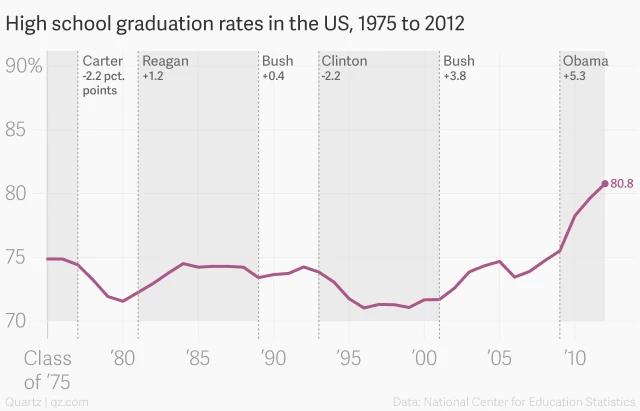 High school graduation rates in the US, 1975 to 2012
90%
Carter
-2.2 pct.
points
Reagan
+1.2
Bush
+0.4
Clinton
-2.2
Bush
+3.8
Obama
+5.3
85
80
80.8
75
70
Class
of ’75
’80
’85
’90
’95
’00
’05
’10
Quartz | qz.com
Data: National Center for Education Statistics